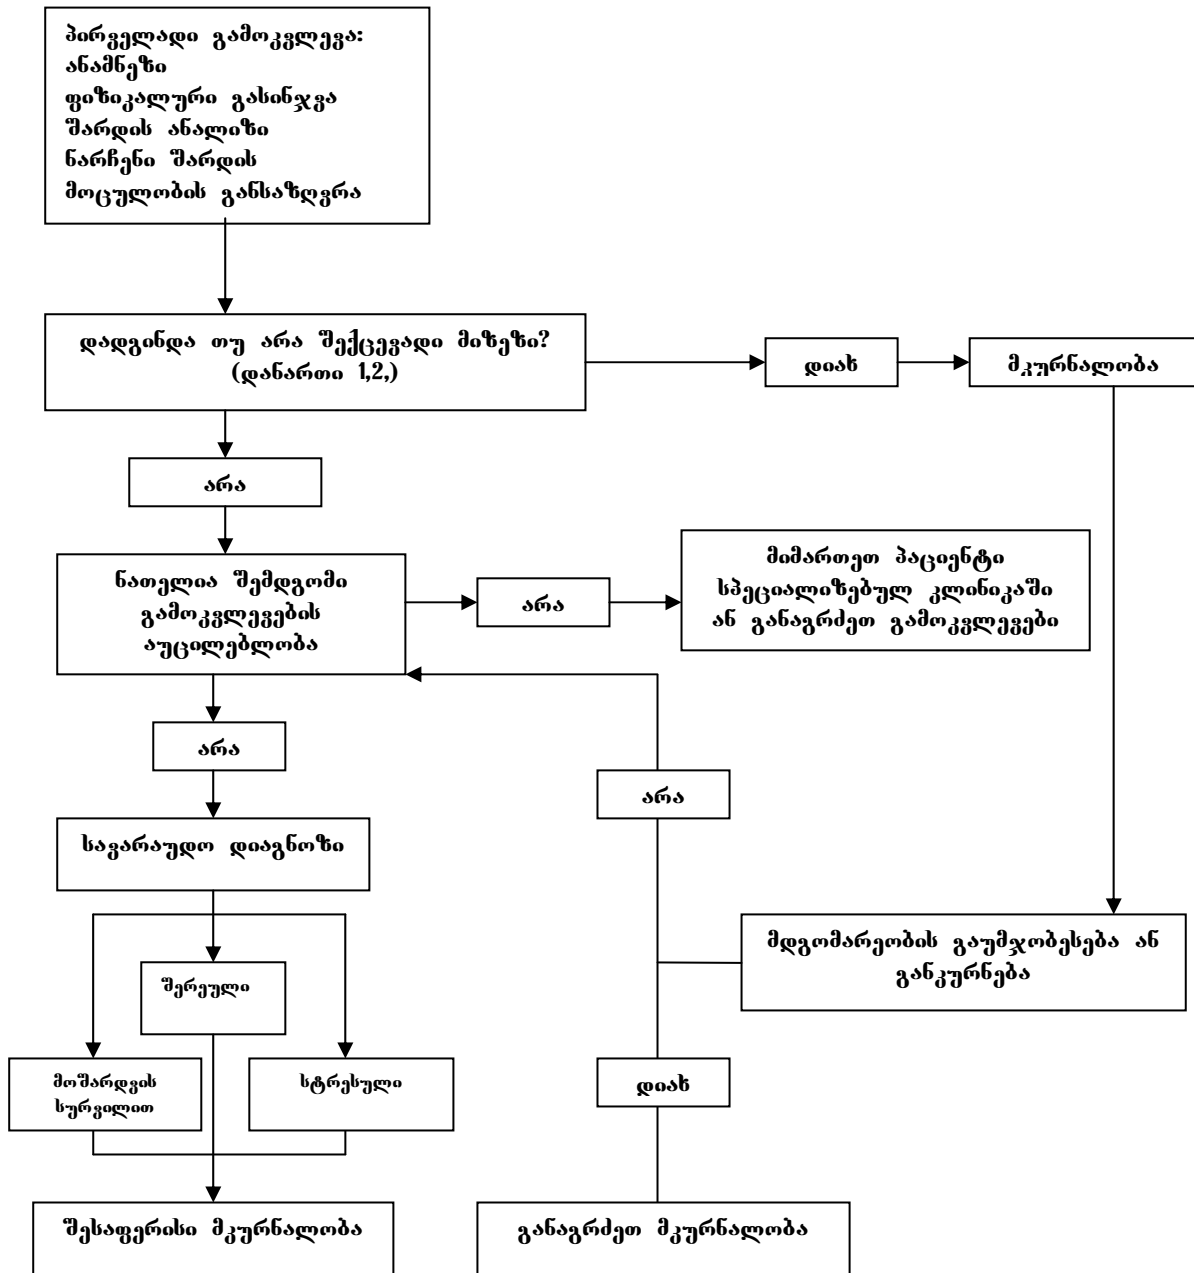 პირველადი გამოკვლევა:
ანამნეზი
ფიზიკალური გასინჯვა
შარდის ანალიზი
ნარჩენი შარდის
მოცულობის განსაზღვრა
დადგინდა თუ არა შექცევადი მიზეზი?
(დანართი 1,2,)
დიახ
მკურნალობა
არა
ნათელია შემდგომი
გამოკვლევების
აუცილებლობა
არა
მიმართეთ პაციენტი
სპეციალიზებულ კლინიკაში
ან განაგრძეთ გამოკვლევები
არა
არა
სავარაუდო დიაგნოზი
მდგომარეობის გაუმჯობესება ან
განკურნება
შერეული
მოშარდვის
სურვილით
სტრესული
დიახ
შესაფერისი მკურნალობა
განაგრძეთ მკურნალობა